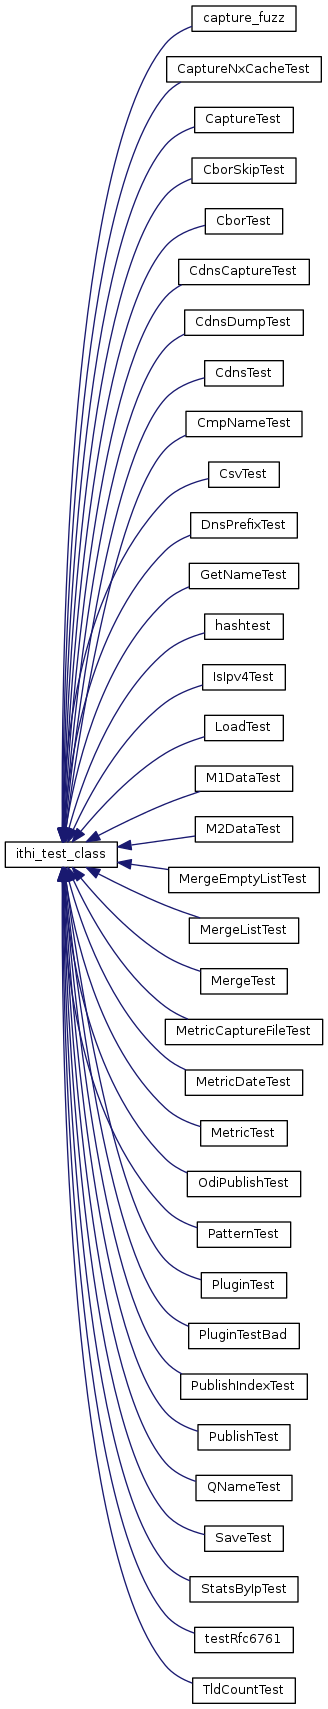 capture_fuzz
CaptureNxCacheTest
CaptureTest
CborSkipTest
CborTest
CdnsCaptureTest
CdnsDumpTest
CdnsTest
CmpNameTest
CsvTest
DnsPrefixTest
GetNameTest
hashtest
IsIpv4Test
LoadTest
M1DataTest
M2DataTest
ithi_test_class
MergeEmptyListTest
MergeListTest
MergeTest
MetricCaptureFileTest
MetricDateTest
MetricTest
OdiPublishTest
PatternTest
PluginTest
PluginTestBad
PublishIndexTest
PublishTest
QNameTest
SaveTest
StatsByIpTest
testRfc6761
TldCountTest